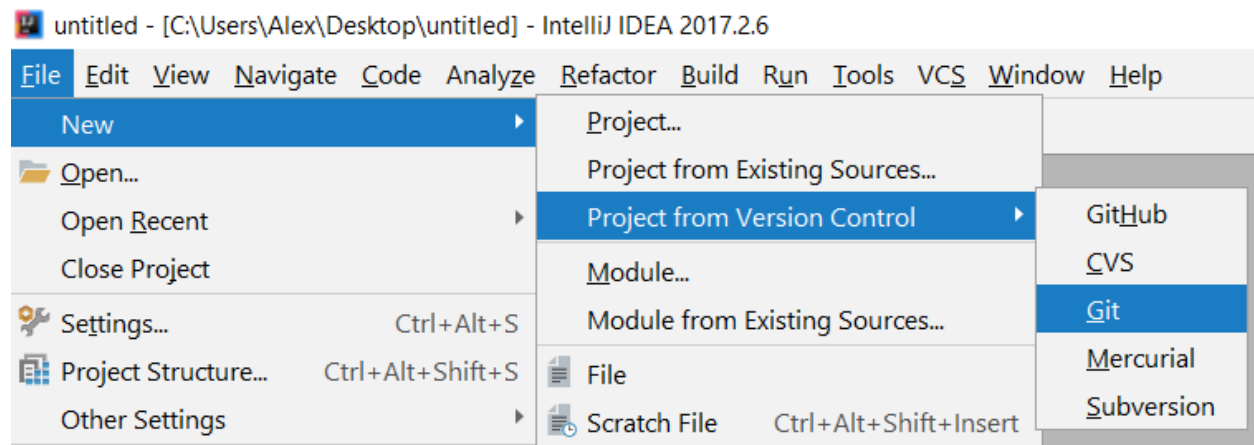 untitled - [C:\Users\Alex\Desktop\untitled] - IntelliJ IDEA 2017.2.6
File Edit View Navigate Code Analyze Refactor Build Run Tools VCS Window Help
New
Open...
Open Recent
Close Project
Settings... Ctrl+Alt+S
Project Structure... Ctrl+Alt+Shift+S
Other Settings
Project...
Project from Existing Sources...
Project from Version Control
Module...
Module from Existing Sources...
File
Scratch File Ctrl+Alt+Shift+Insert
GitHub
CVS
Git
Mercurial
Subversion